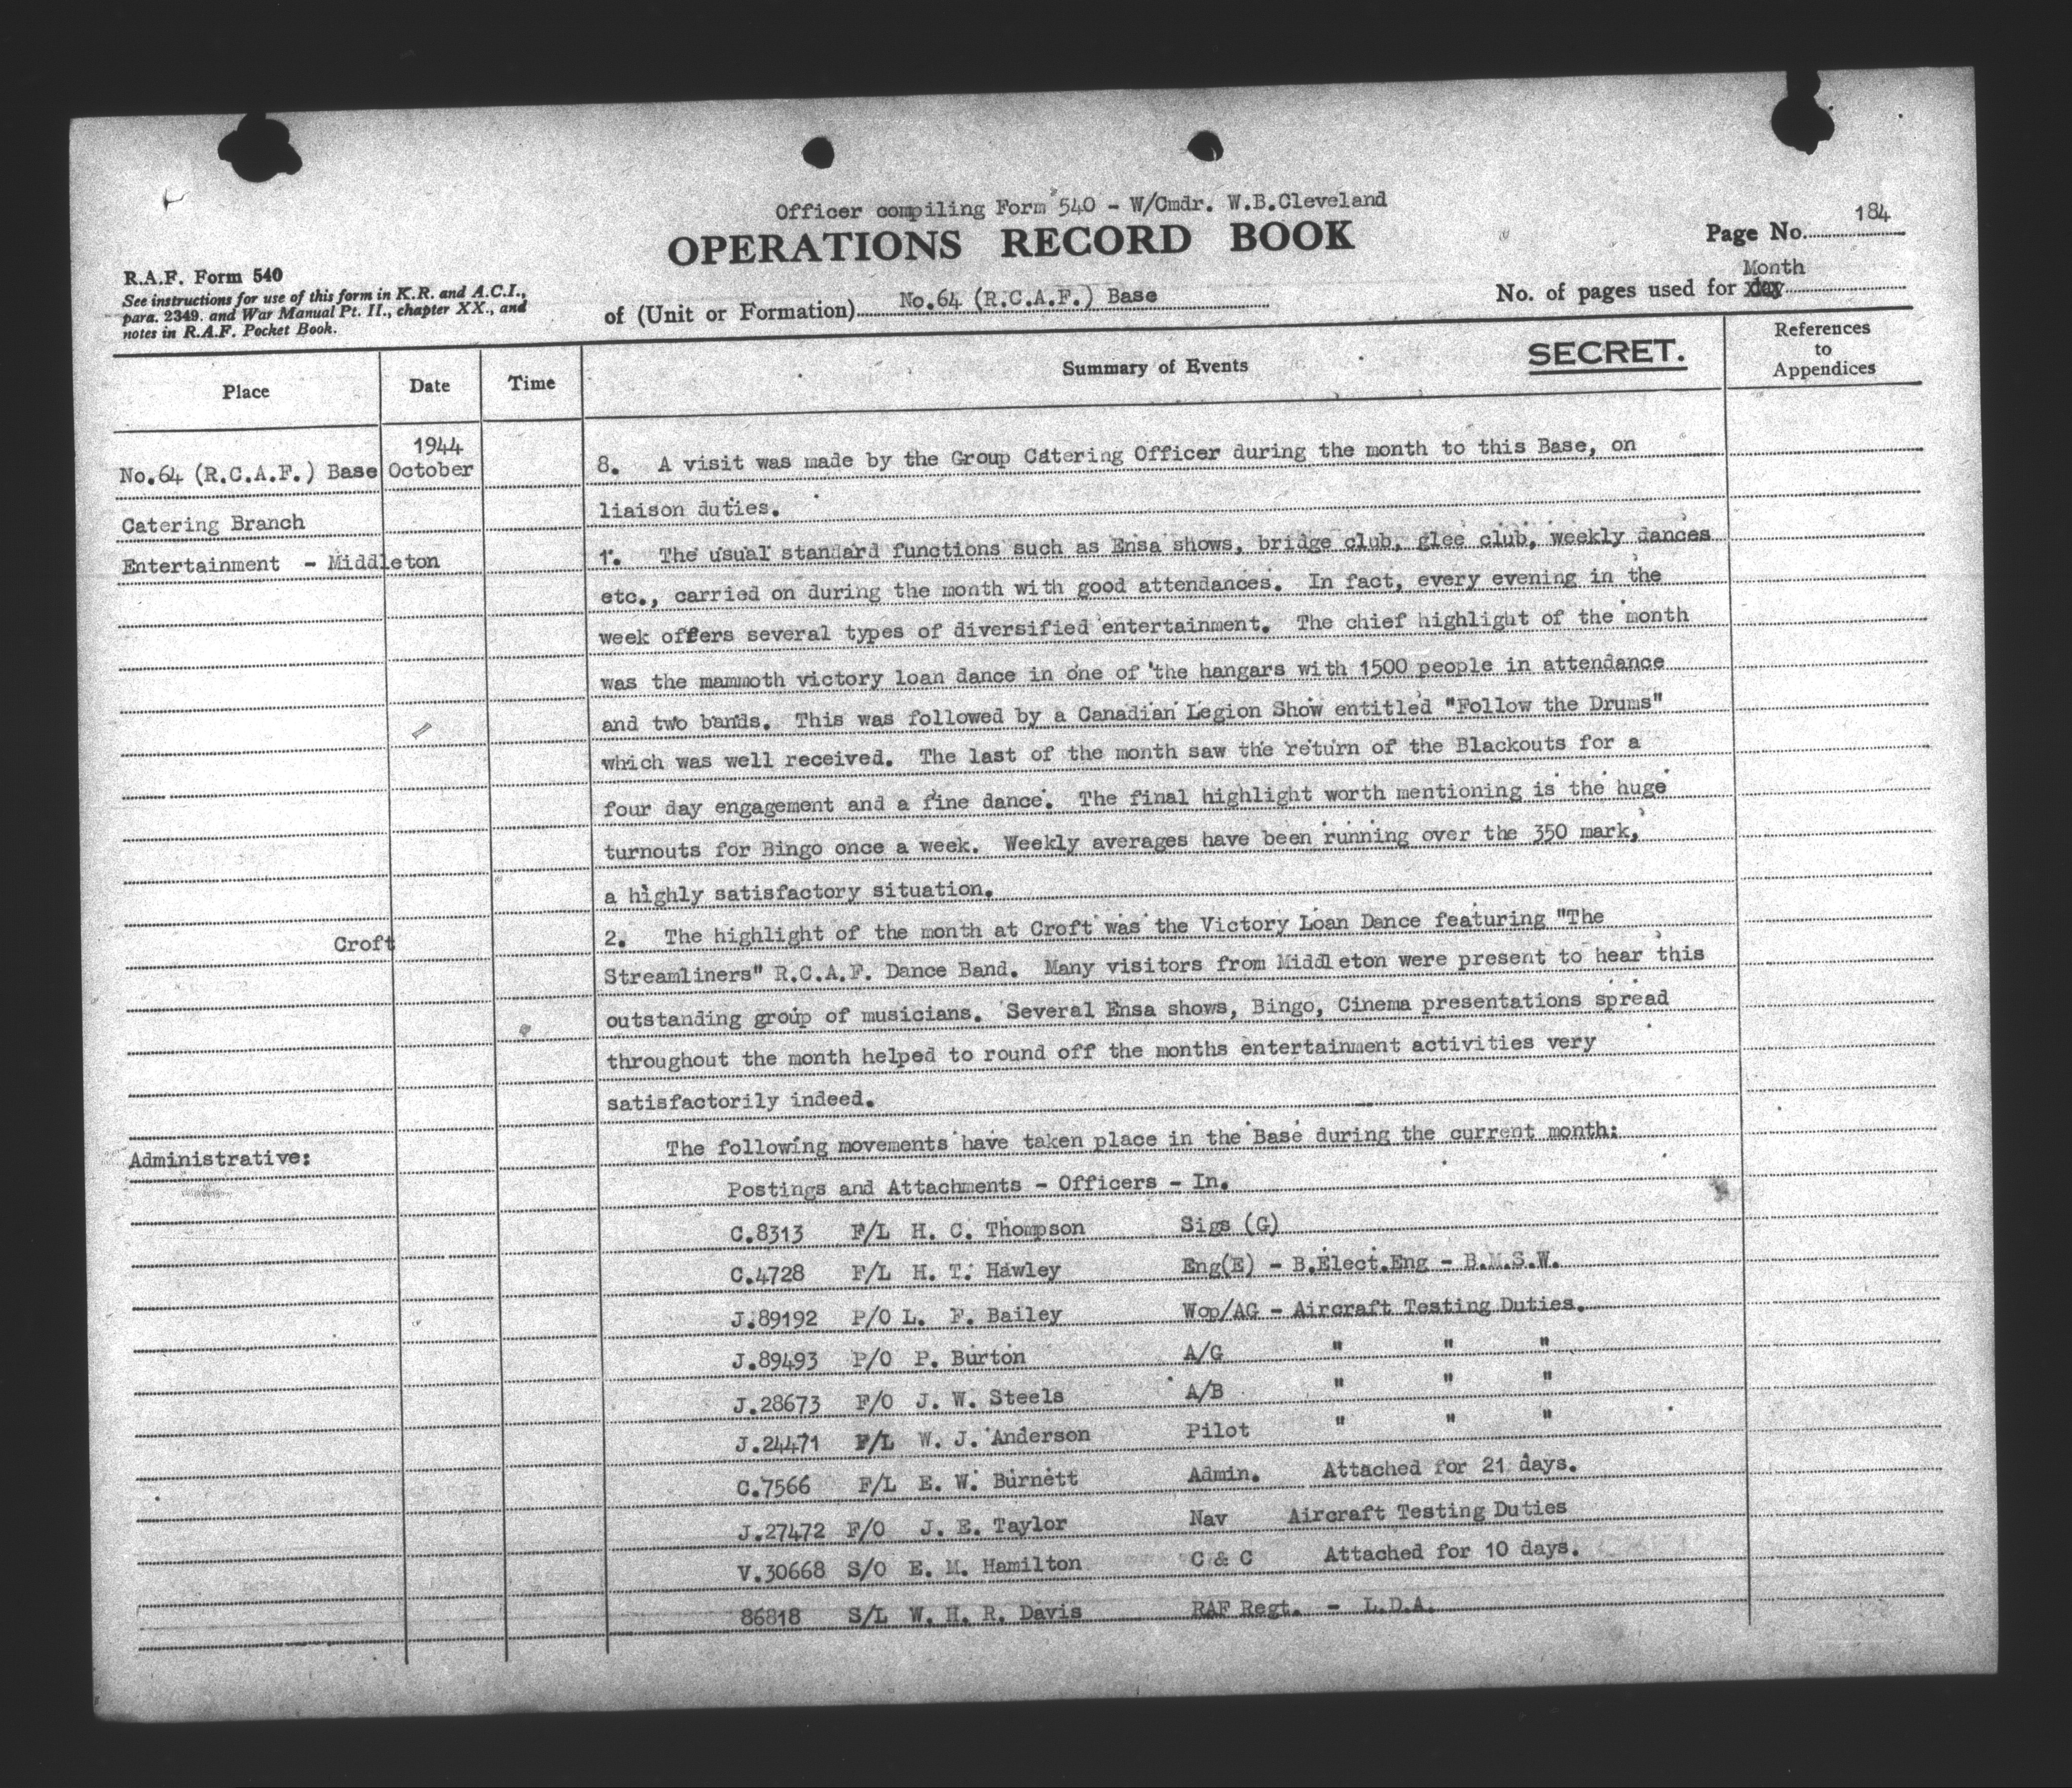 Officer compiling Form 540 - W/Cmdr. W.B.Cleveland
OPERATIONS RECORD BOOK
Page No. 184
R.A.F. Form 540
See instructions for use of this form in K.R. and A.C.I.,
para. 2349. and War Manual Pt. II., chapter XX., and
notes in R.A.F. Pocket Book.
of (Unit or Formation) No.64 (R.C.A.F.) Base
Month
No. of pages used for day
Place Date Time Summary of Events SECRET. References to Appendices
1944
No.64 (R.C.A.F.) Base October 8. A visit was made by the Group Catering Officer during the month to this Base, on
Catering Branch liaison duties.
Entertainment - Middleton 1. The usual standard functions such as Ensa shows, bridge club, glee club, weekly dances
etc., carried on during the month with good attendances. In fact, every evening in the
week offers several types of diversified entertainment. The chief highlight of the month
was the mammoth victory loan dance in one of the hangars with 1500 people in attendance
and two bands. This was followed by a Canadian Legion Show entitled "Follow the Drums"
which was well received. The last of the month saw the return of the Blackouts for a
four day engagement and a fine dance. The final highlight worth mentioning is the huge
turnouts for Bingo once a week. Weekly averages have been running over the 350 mark,
a highly satisfactory situation.
Croft 2. The highlight of the month at Croft was the Victory Loan Dance featuring "The
Streamliners" R.C.A.F. Dance Band. Many visitors from Middleton were present to hear this
outstanding group of musicians. Several Ensa shows, Bingo, Cinema presentations spread
throughout the month helped to round off the months entertainment activities very
satisfactorily indeed.
Administrative: The following movements have taken place in the Base during the current month:
Postings and Attachments - Officers - In.
C.8313 F/L H. C. Thompson Sigs (G)
C.4728 F/L H. T. Hawley Eng(E) - B.Elect.Eng - B.M.S.W.
J.89192 P/O L. F. Bailey Wop/AG - Aircraft Testing Duties.
J.89493 P/O P. Burton A/G " " "
J.28673 F/O J. W. Steels A/B " " "
J.24471 F/L W. J. Anderson Pilot " " "
C.7566 F/L E. W. Burnett Admin. Attached for 21 days.
J.27472 F/O J. E. Taylor Nav Aircraft Testing Duties
V.30668 S/O E. M. Hamilton C & C Attached for 10 days.
86818 S/L W. H. R. Davis RAF Regt. - L.D.A.